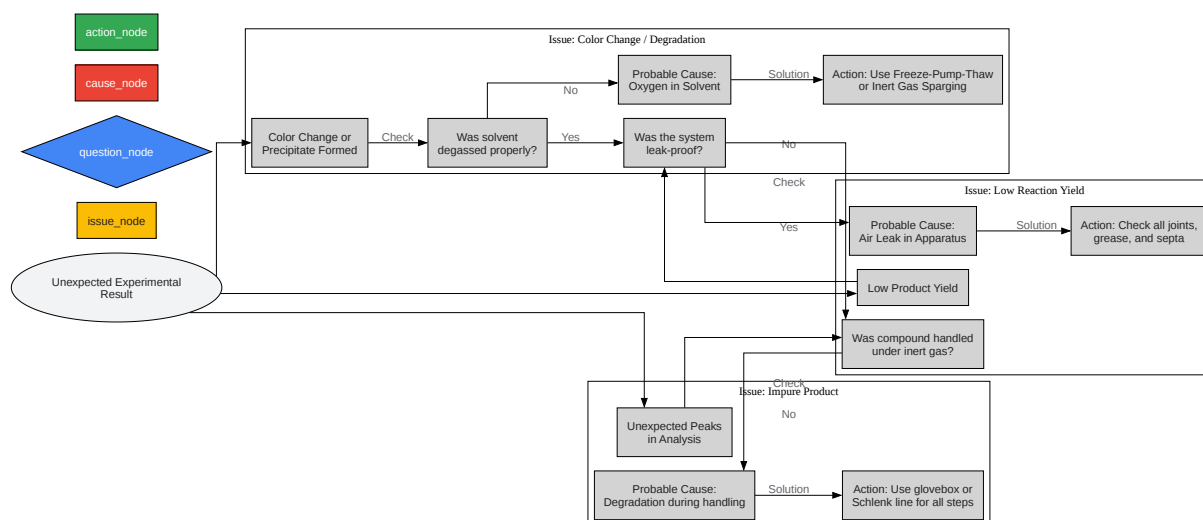 action_node
cause_node
question_node
issue_node
Unexpected Experimental
Result
Issue: Color Change / Degradation
Color Change or
Precipitate Formed
Check
Was solvent
degassed properly?
No
Probable Cause:
Oxygen in Solvent
Solution
Action: Use Freeze-Pump-Thaw
or Inert Gas Sparging
Yes
Was the system
leak-proof?
No
Check
Yes
Issue: Low Reaction Yield
Probable Cause:
Air Leak in Apparatus
Solution
Action: Check all joints,
grease, and septa
Low Product Yield
Was compound handled
under inert gas?
Check
Issue: Impure Product
No
Unexpected Peaks
in Analysis
Probable Cause:
Degradation during handling
Solution
Action: Use glovebox or
Schlenk line for all steps